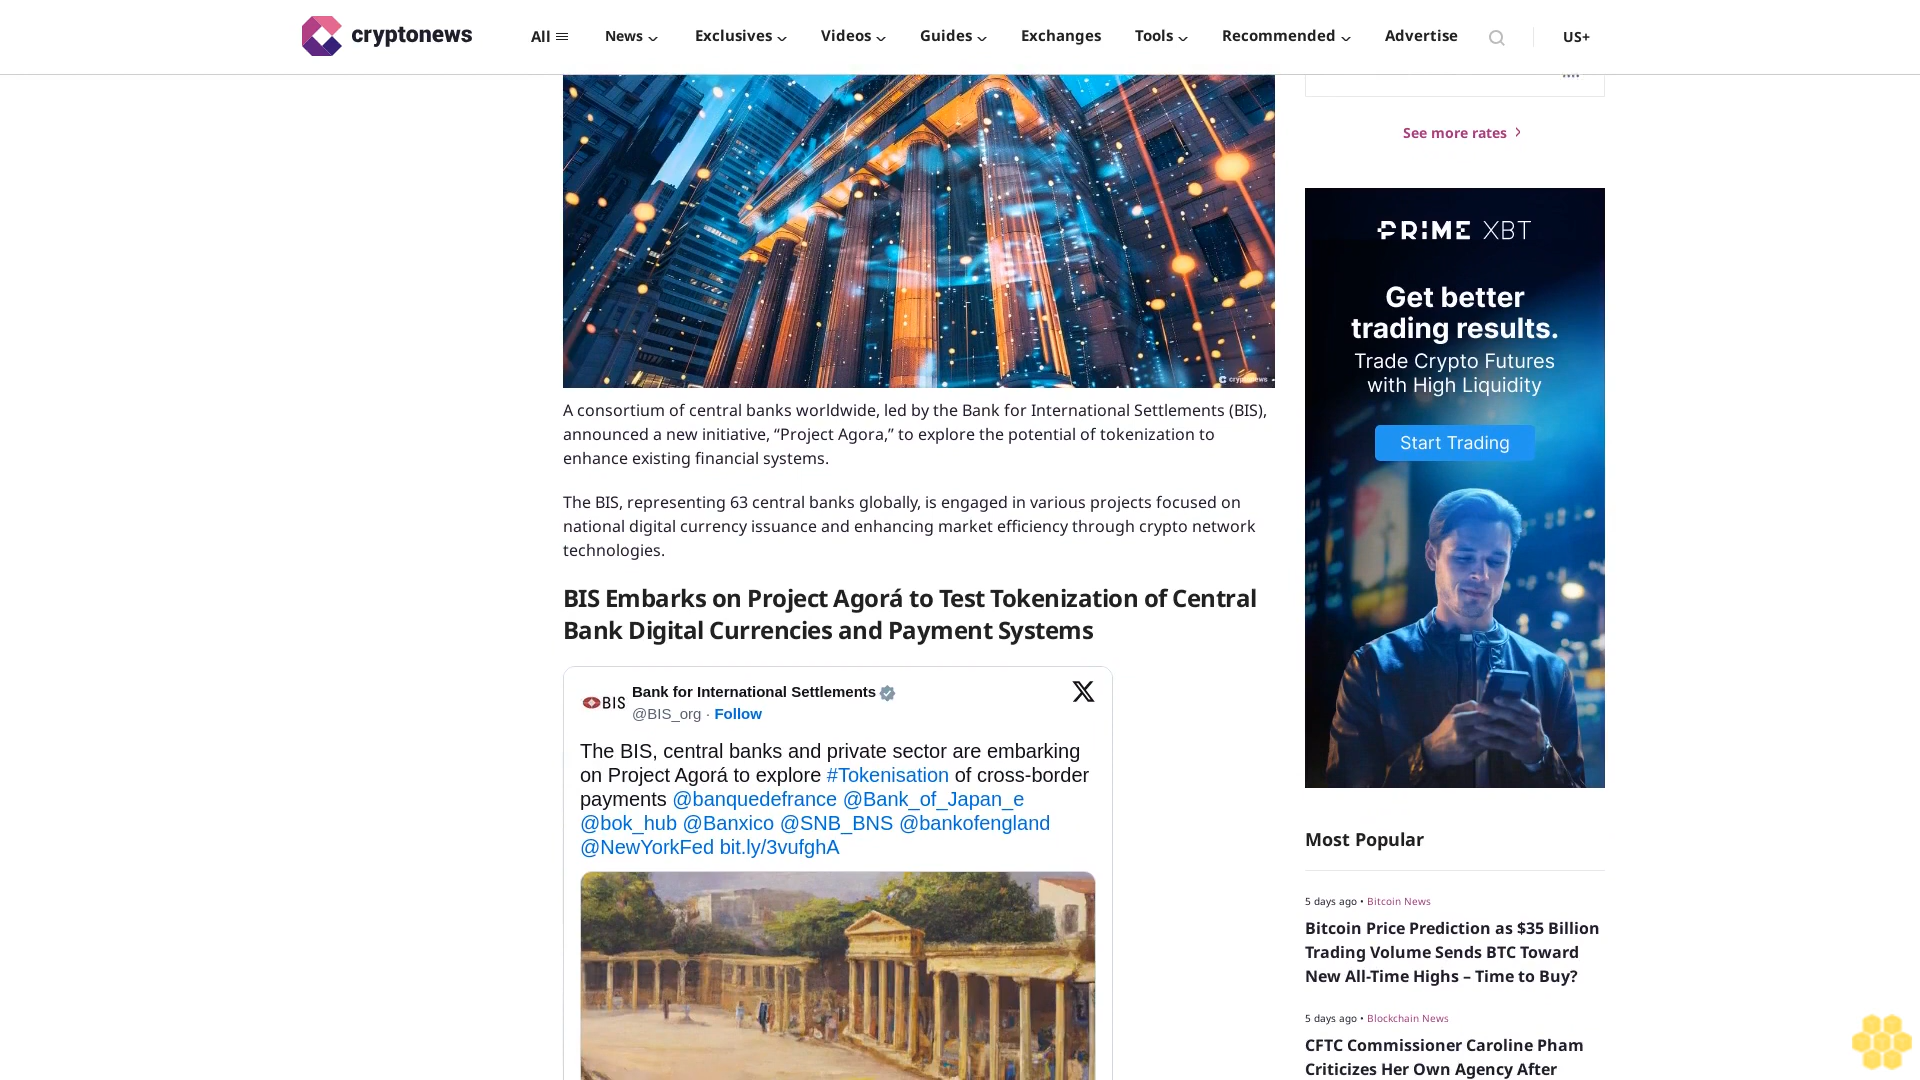 cryptonews
All
News
Exclusives
Videos
Guides
Exchanges
Tools
Recommended
Advertise
US+
See more rates
cryptonews
A consortium of central banks worldwide, led by the Bank for International Settlements (BIS),
announced a new initiative, “Project Agora,” to explore the potential of tokenization to
enhance existing financial systems.
The BIS, representing 63 central banks globally, is engaged in various projects focused on
national digital currency issuance and enhancing market efficiency through crypto network
technologies.
BIS Embarks on Project Agorá to Test Tokenization of Central
Bank Digital Currencies and Payment Systems
BIS
Bank for International Settlements
@BIS_org · Follow
The BIS, central banks and private sector are embarking
on Project Agorá to explore #Tokenisation of cross-border
payments @banquedefrance @Bank_of_Japan_e
@bok_hub @Banxico @SNB_BNS @bankofengland
@NewYorkFed bit.ly/3vufghA
PRIME XBT
Get better
trading results.
Trade Crypto Futures
with High Liquidity
Start Trading
Most Popular
5 days ago • Bitcoin News
Bitcoin Price Prediction as $35 Billion
Trading Volume Sends BTC Toward
New All-Time Highs – Time to Buy?
5 days ago • Blockchain News
CFTC Commissioner Caroline Pham
Criticizes Her Own Agency After